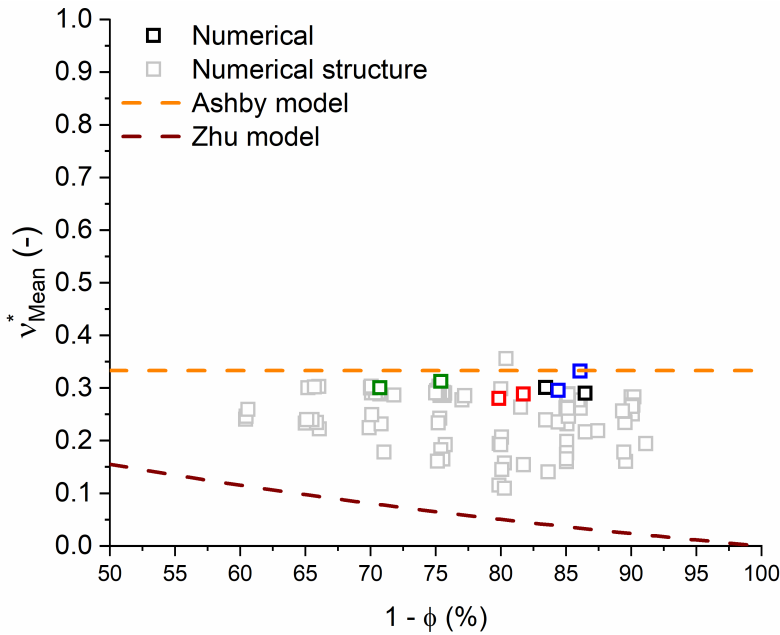 Numerical
Numerical structure
Ashby model
Zhu model
1.0
0.9
0.8
0.7
0.6
0.5
0.4
0.3
0.2
0.1
0.0
ν*Mean (-)
50 55 60 65 70 75 80 85 90 95 100
1 - ϕ (%)